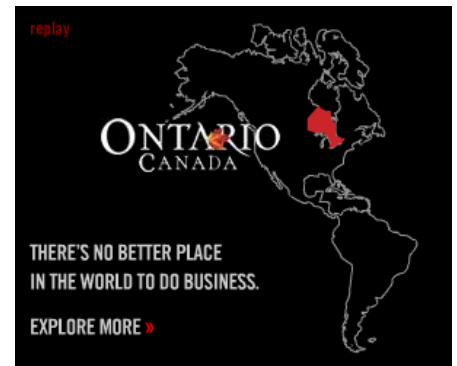 replay
ONTARIO
CANADA
THERE'S NO BETTER PLACE
IN THE WORLD TO DO BUSINESS.
EXPLORE MORE »